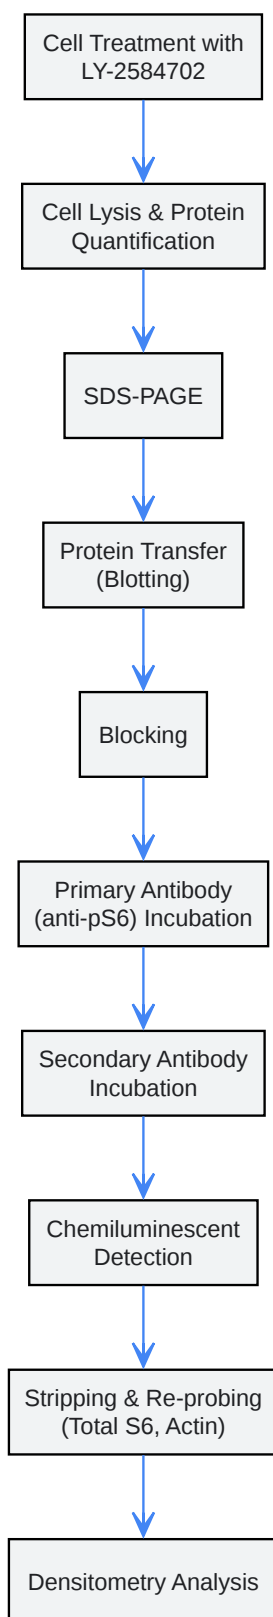 Cell Treatment with
LY-2584702
Cell Lysis & Protein
Quantification
SDS-PAGE
Protein Transfer
(Blotting)
Blocking
Primary Antibody
(anti-pS6) Incubation
Secondary Antibody
Incubation
Chemiluminescent
Detection
Stripping & Re-probing
(Total S6, Actin)
Densitometry Analysis